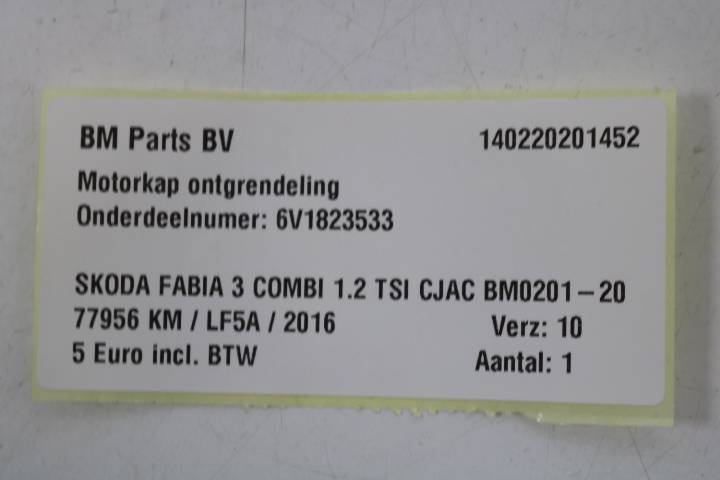 BM Parts BV 140220201452
Motorkap ontgrendeling
Onderdeelnumer: 6V1823533
SKODA FABIA 3 COMBI 1.2 TSI CJAC BM0201-20
77956 KM / LF5A / 2016 Verz: 10
5 Euro incl. BTW Aantal: 1